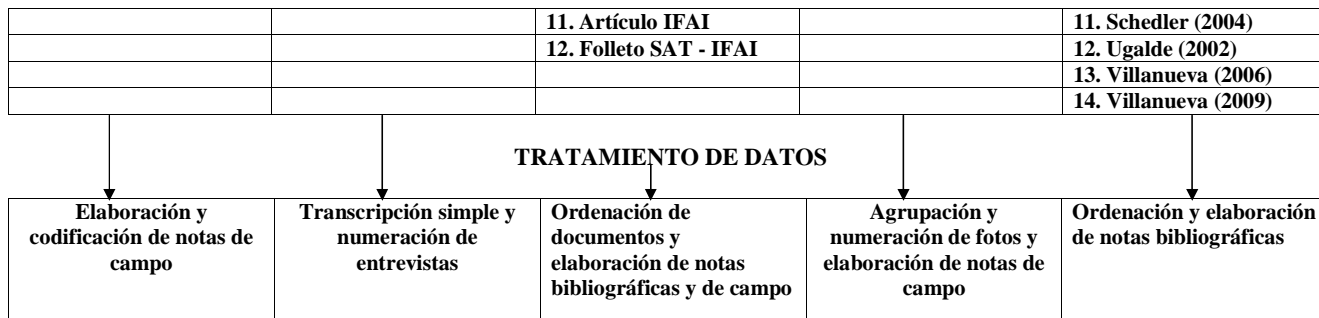 11. Artículo IFAI
11. Schedler (2004)
12. Folleto SAT - IFAI
12. Ugalde (2002)
13. Villanueva (2006)
14. Villanueva (2009)
TRATAMIENTO DE DATOS
Elaboración y
codificación de notas de
campo
Transcripción simple y
numeración de
entrevistas
Ordenación de
documentos y
elaboración de notas
bibliográficas y de campo
Agrupación y
numeración de fotos y
elaboración de notas de
campo
Ordenación y elaboración
de notas bibliográficas